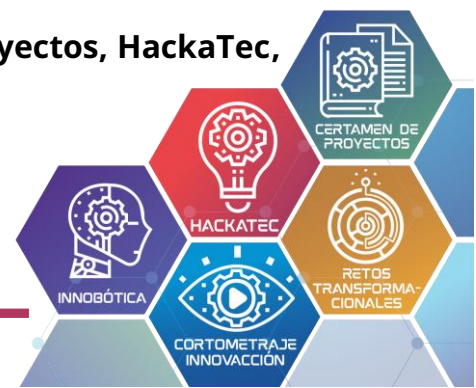 yectos, HackaTec,
CERTAMEN DE
PROYECTOS
HACKATEC
INNOBÓTICA
RETOS
TRANSFORMA-
CIONALES
CORTOMETRAJE
INNOVACCIÓN